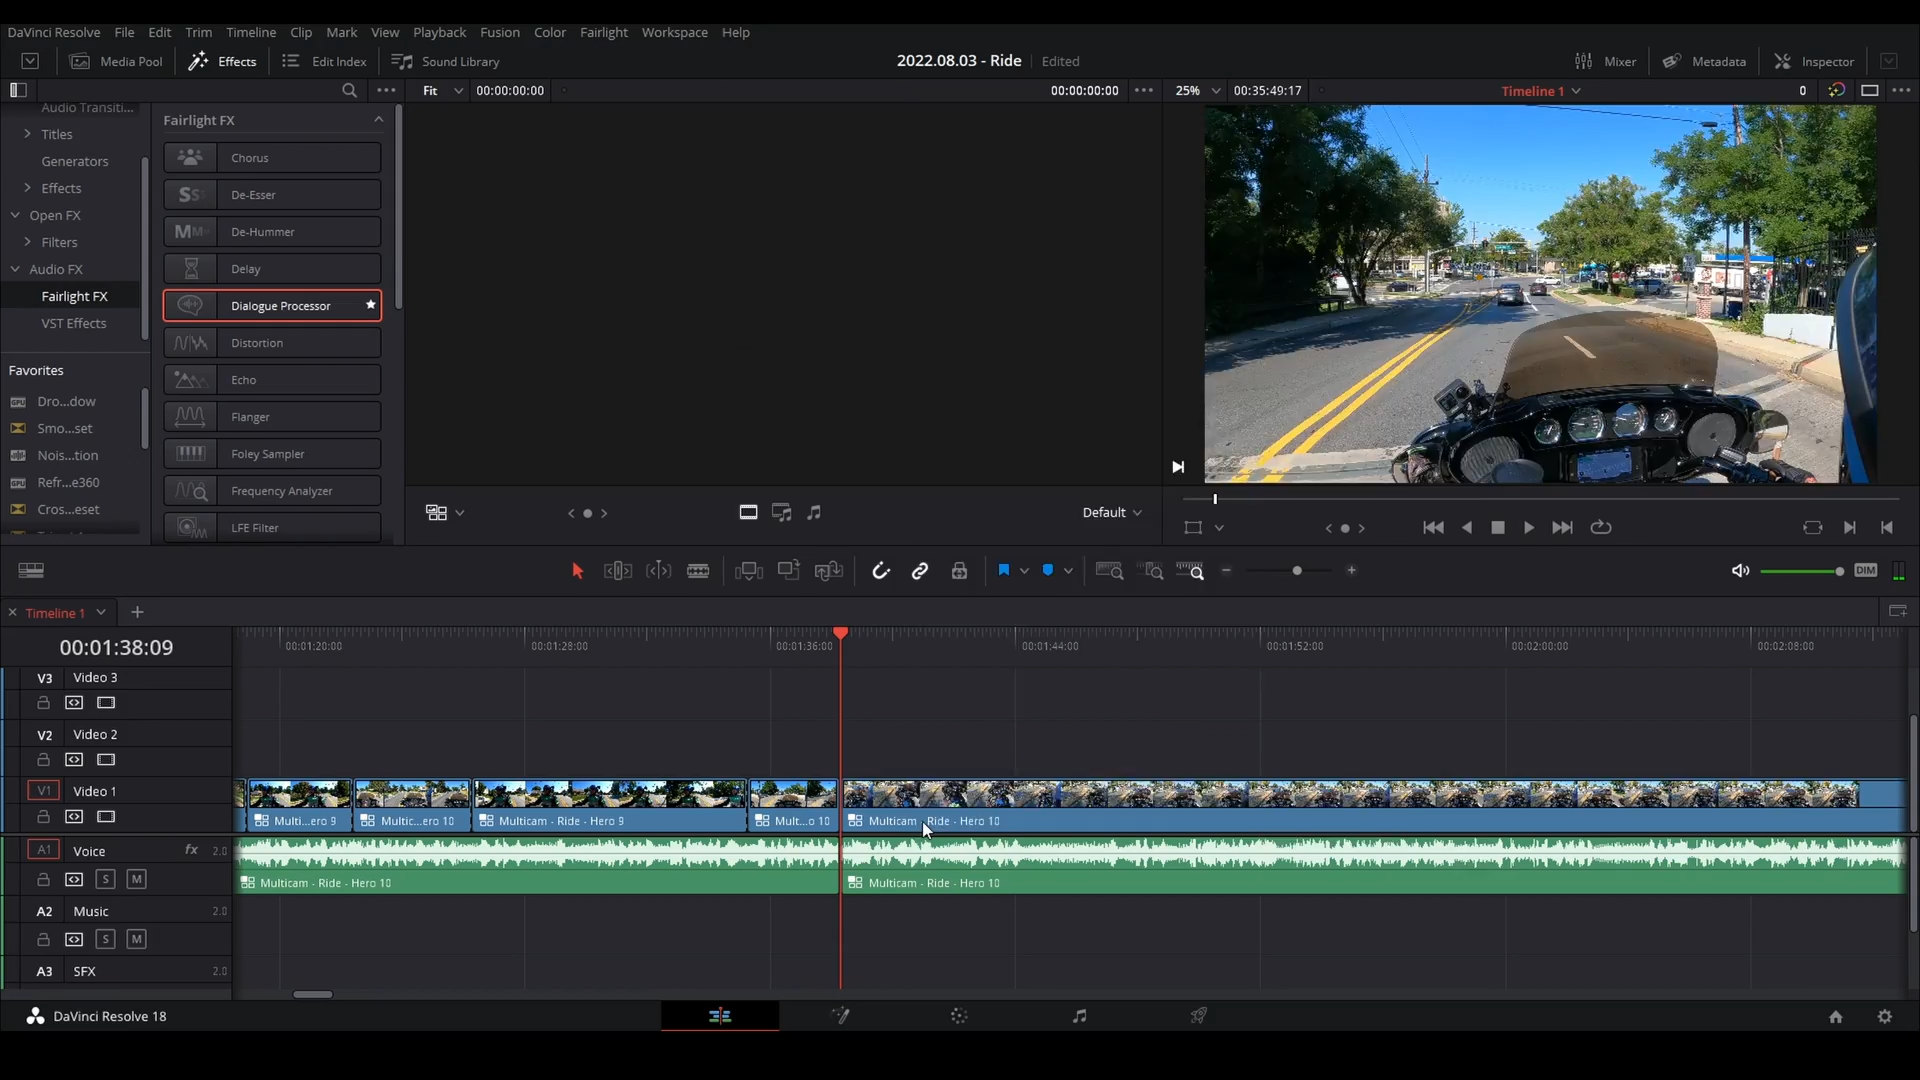 DaVinci Resolve File Edit Trim Timeline Clip Mark View Playback Fusion Color Fairlight Workspace Help
Media Pool Effects Edit Index Sound Library 2022.08.03 - Ride Edited Mixer Metadata Inspector
Fit 00:00:00:00 00:00:00:00 25% 00:35:49:17 Timeline 1 0
Audio Transiti...
Titles
Generators
Effects
Open FX
Filters
Audio FX
Fairlight FX
VST Effects
Favorites
Dro...dow
Smo...set
Nois...tion
Refr...e360
Cros...eset
Fairlight FX
Chorus
De-Esser
De-Hummer
Delay
Dialogue Processor
Distortion
Echo
Flanger
Foley Sampler
Frequency Analyzer
LFE Filter
Default
DIM
Timeline 1
00:01:38:09
00:01:20:00 00:01:28:00 00:01:36:00 00:01:44:00 00:01:52:00 00:02:00:00 00:02:08:00
V3 Video 3
V2 Video 2
V1 Video 1
Multi...ero 9 Multic...ero 10 Multicam - Ride - Hero 9 Mult...o 10 Multicam - Ride - Hero 10
A1 Voice fx 2.0
S M
Multicam - Ride - Hero 10 Multicam - Ride - Hero 10
A2 Music 2.0
S M
A3 SFX 2.0
DaVinci Resolve 18